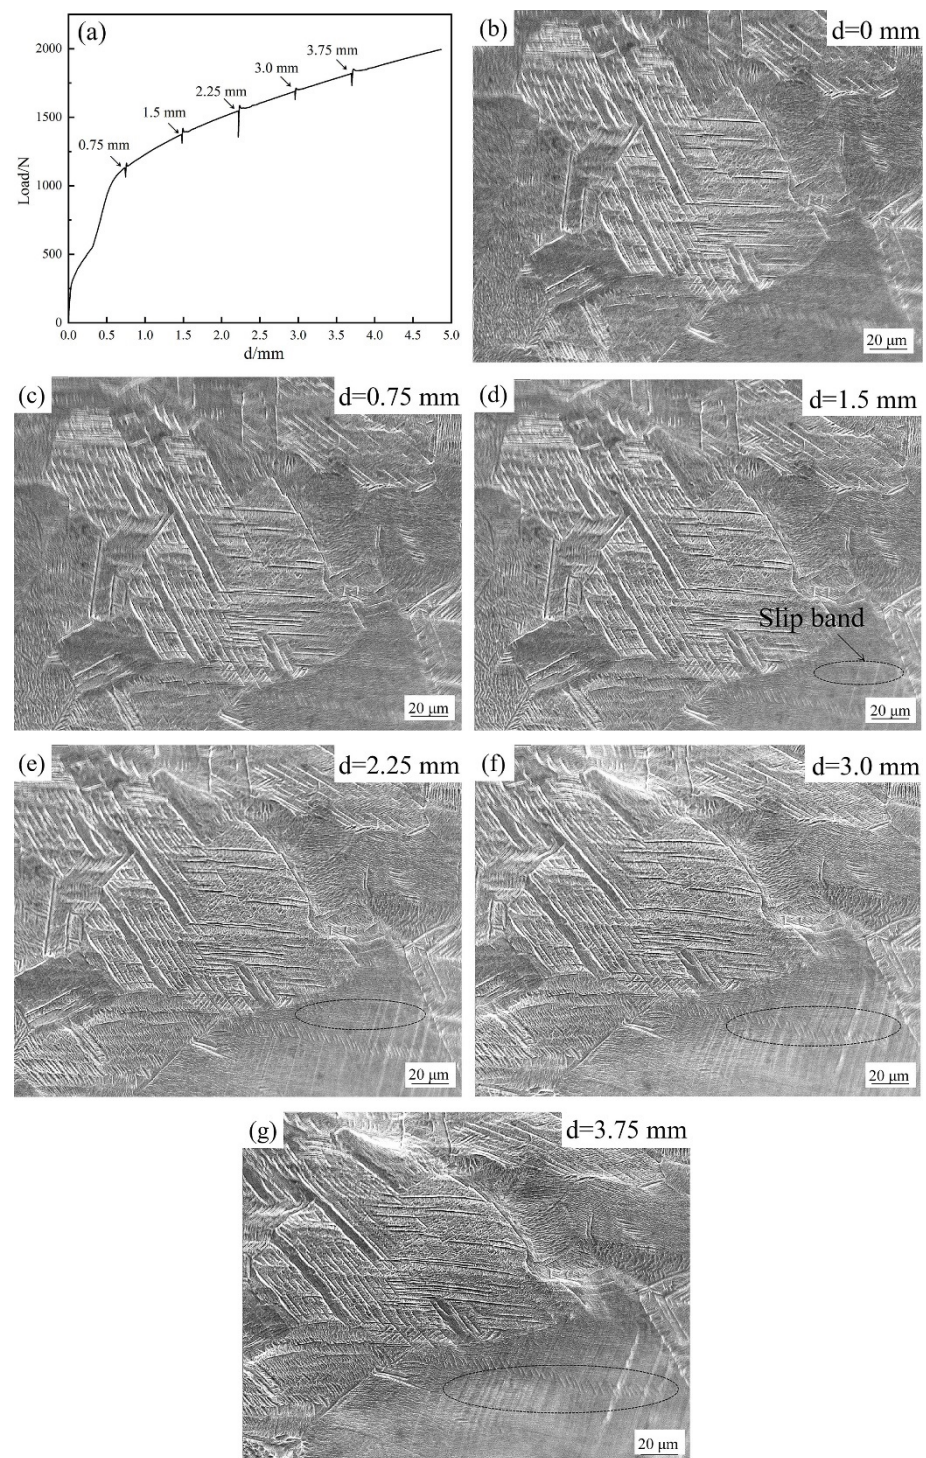 (a)
2000
1500
1000
500
0
Load/N
0.75 mm
1.5 mm
2.25 mm
3.0 mm
3.75 mm
0.0 0.5 1.0 1.5 2.0 2.5 3.0 3.5 4.0 4.5 5.0
d/mm
(b)
d=0 mm
20 μm
(c)
d=0.75 mm
20 μm
(d)
d=1.5 mm
Slip band
20 μm
(e)
d=2.25 mm
20 μm
(f)
d=3.0 mm
20 μm
(g)
d=3.75 mm
20 μm